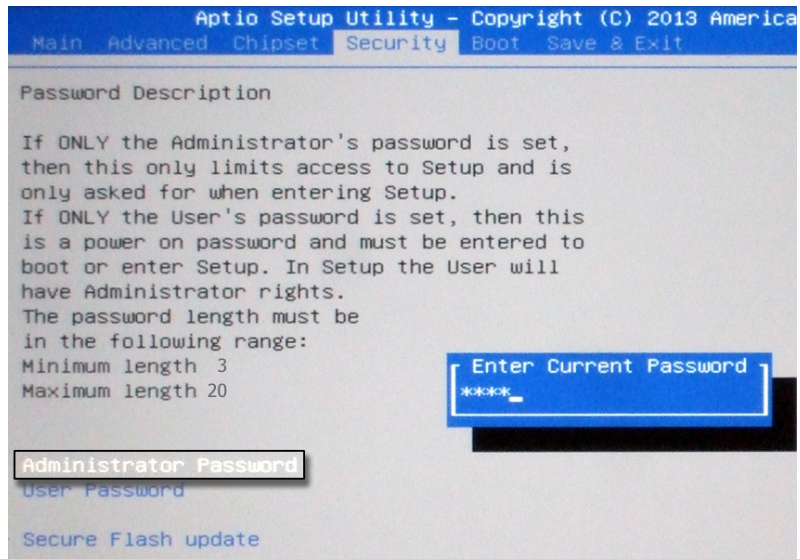 Aptio Setup Utility – Copyright (C) 2013 America
Main Advanced Chipset Security Boot Save & Exit
Password Description
If ONLY the Administrator's password is set,
then this only limits access to Setup and is
only asked for when entering Setup.
If ONLY the User's password is set, then this
is a power on password and must be entered to
boot or enter Setup. In Setup the User will
have Administrator rights.
The password length must be
in the following range:
Minimum length 3
Maximum length 20
Enter Current Password
****_
Administrator Password
User Password
Secure Flash update